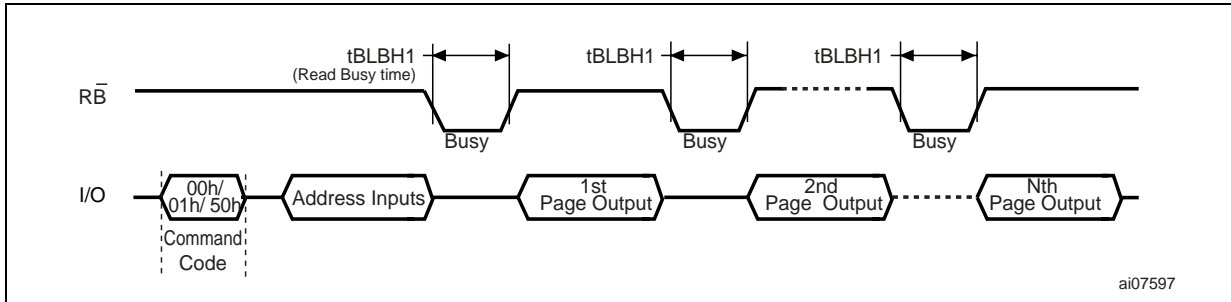 tBLBH1 tBLBH1 tBLBH1
(Read Busy time)
RB̅
Busy Busy Busy
I/O
00h/
01h/ 50h
Address Inputs
1st
Page Output
2nd
Page Output
Nth
Page Output
Command
Code
ai07597